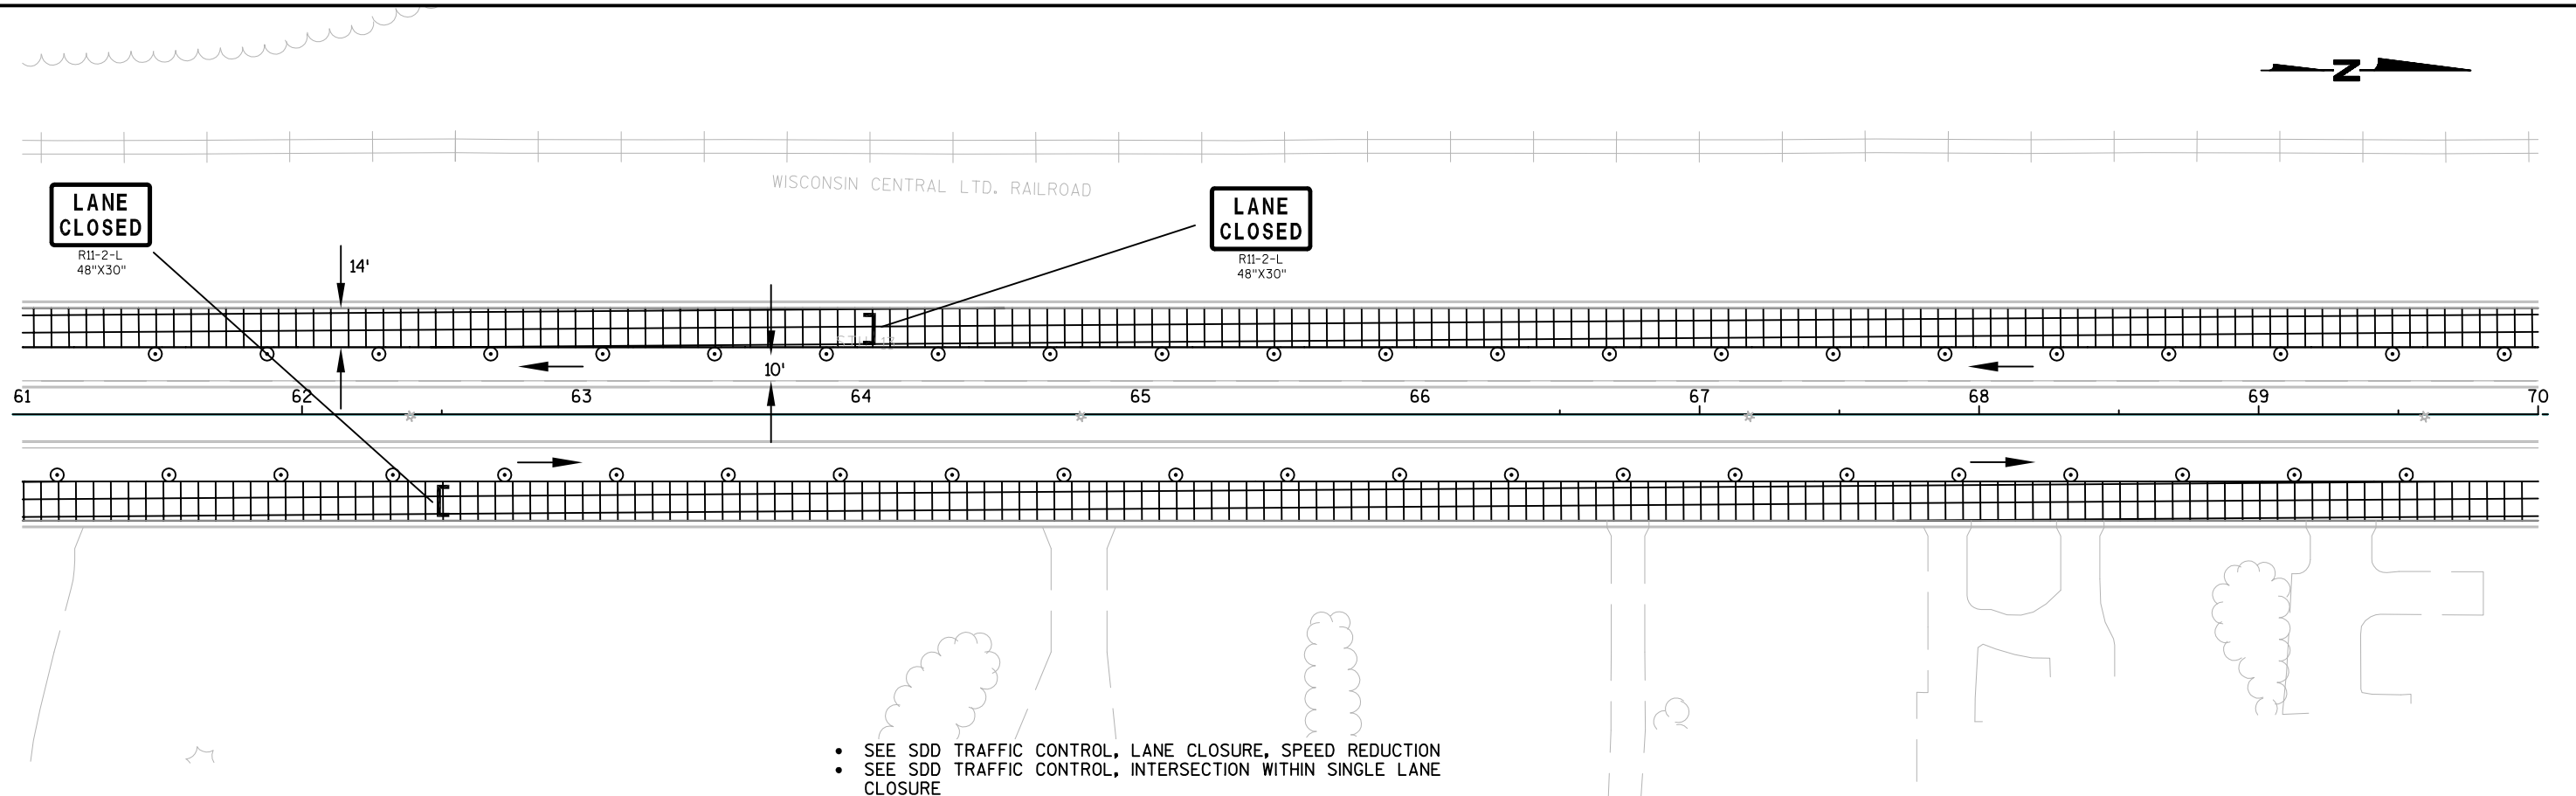 N
WISCONSIN CENTRAL LTD. RAILROAD
LANE
CLOSED
R11-2-L
48"X30"
LANE
CLOSED
R11-2-L
48"X30"
14'
10'
61 62 63 64 65 66 67 68 69 70
• SEE SDD TRAFFIC CONTROL, LANE CLOSURE, SPEED REDUCTION
• SEE SDD TRAFFIC CONTROL, INTERSECTION WITHIN SINGLE LANE
CLOSURE